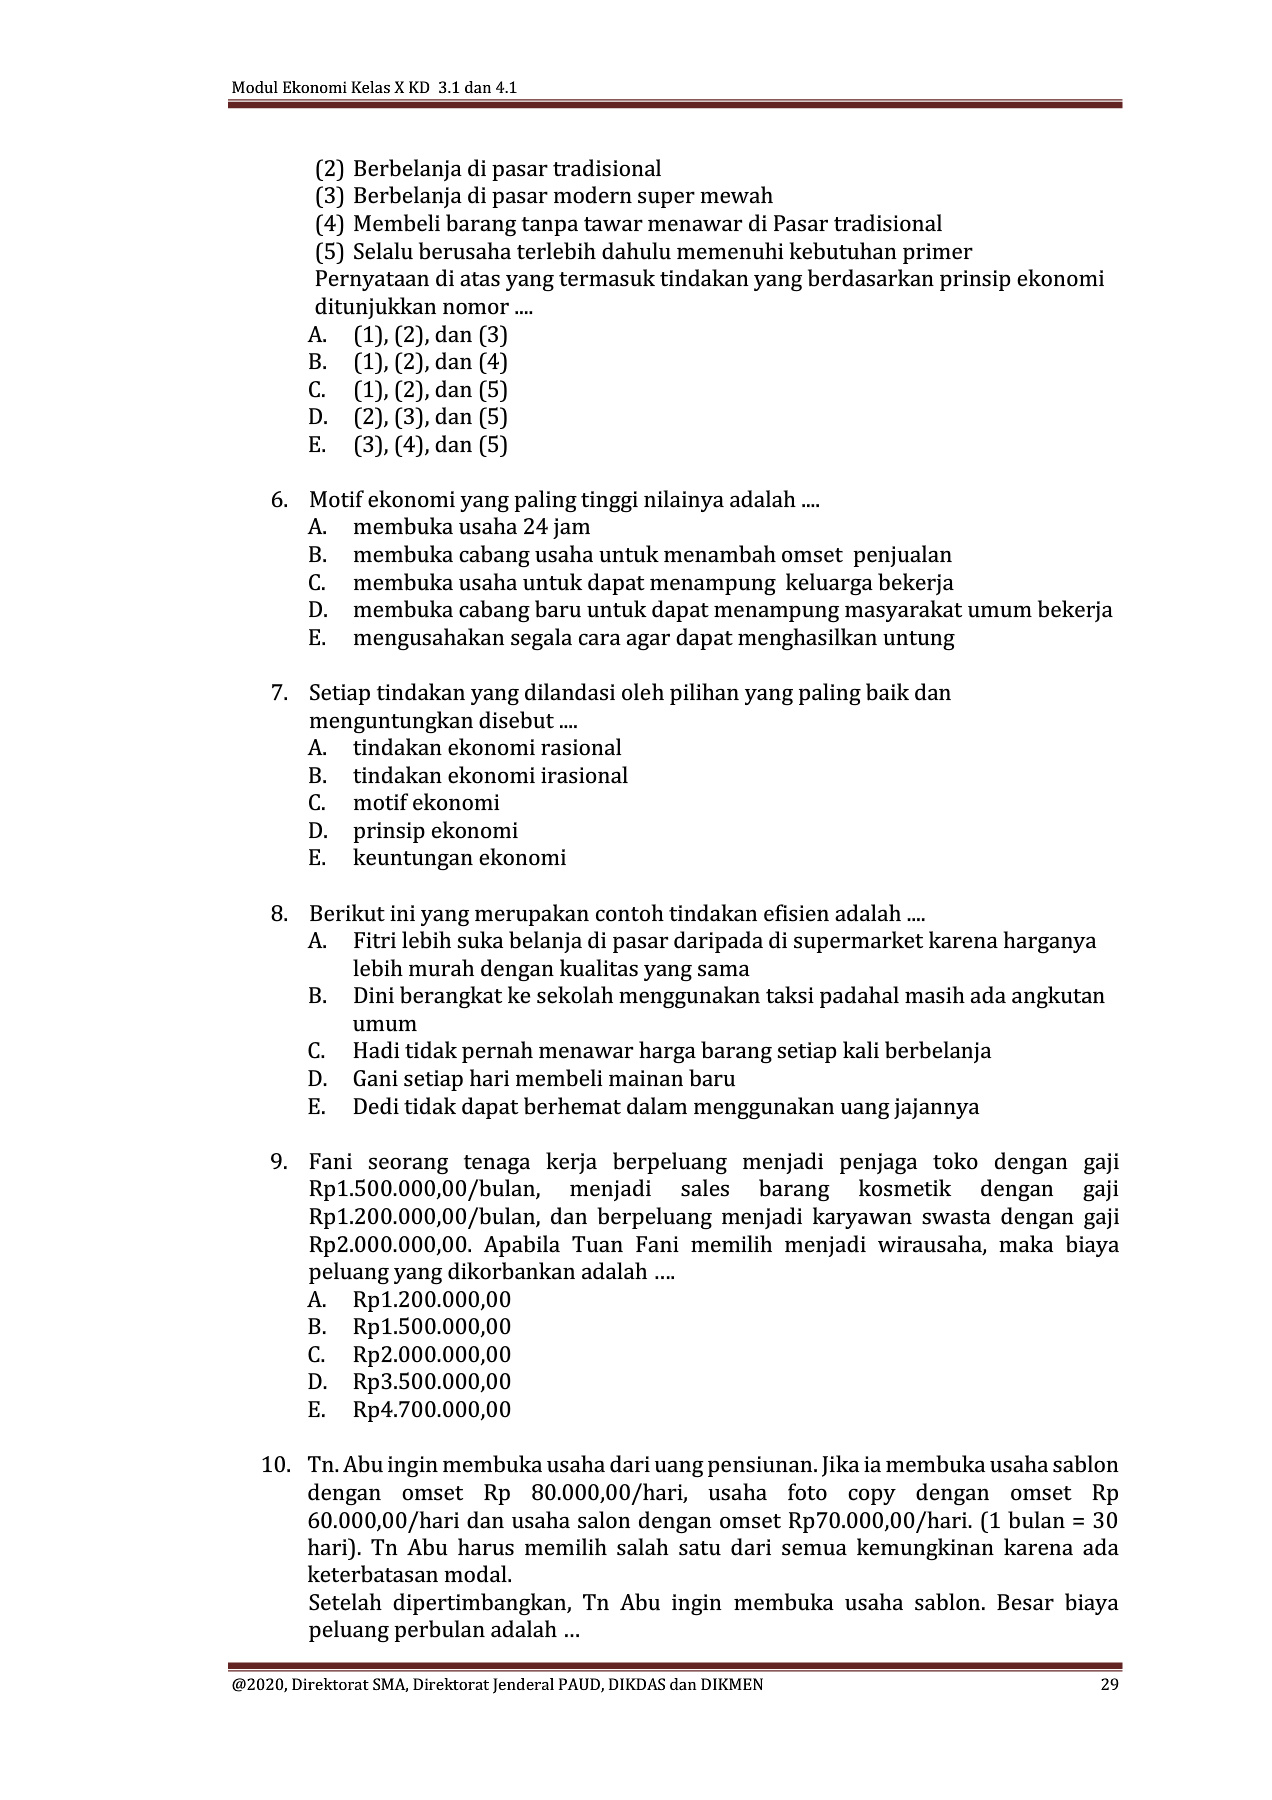 Modul Ekonomi Kelas X KD 3.1 dan 4.1
(2) Berbelanja di pasar tradisional
(3) Berbelanja di pasar modern super mewah
(4) Membeli barang tanpa tawar menawar di Pasar tradisional
(5) Selalu berusaha terlebih dahulu memenuhi kebutuhan primer
Pernyataan di atas yang termasuk tindakan yang berdasarkan prinsip ekonomi
ditunjukkan nomor ....
A. (1), (2), dan (3)
B. (1), (2), dan (4)
C. (1), (2), dan (5)
D. (2), (3), dan (5)
E. (3), (4), dan (5)
6. Motif ekonomi yang paling tinggi nilainya adalah ....
A. membuka usaha 24 jam
B. membuka cabang usaha untuk menambah omset penjualan
C. membuka usaha untuk dapat menampung keluarga bekerja
D. membuka cabang baru untuk dapat menampung masyarakat umum bekerja
E. mengusahakan segala cara agar dapat menghasilkan untung
7. Setiap tindakan yang dilandasi oleh pilihan yang paling baik dan
menguntungkan disebut ....
A. tindakan ekonomi rasional
B. tindakan ekonomi irasional
C. motif ekonomi
D. prinsip ekonomi
E. keuntungan ekonomi
8. Berikut ini yang merupakan contoh tindakan efisien adalah ....
A. Fitri lebih suka belanja di pasar daripada di supermarket karena harganya
lebih murah dengan kualitas yang sama
B. Dini berangkat ke sekolah menggunakan taksi padahal masih ada angkutan
umum
C. Hadi tidak pernah menawar harga barang setiap kali berbelanja
D. Gani setiap hari membeli mainan baru
E. Dedi tidak dapat berhemat dalam menggunakan uang jajannya
9. Fani seorang tenaga kerja berpeluang menjadi penjaga toko dengan gaji
Rp1.500.000,00/bulan, menjadi sales barang kosmetik dengan gaji
Rp1.200.000,00/bulan, dan berpeluang menjadi karyawan swasta dengan gaji
Rp2.000.000,00. Apabila Tuan Fani memilih menjadi wirausaha, maka biaya
peluang yang dikorbankan adalah ....
A. Rp1.200.000,00
B. Rp1.500.000,00
C. Rp2.000.000,00
D. Rp3.500.000,00
E. Rp4.700.000,00
10. Tn. Abu ingin membuka usaha dari uang pensiunan. Jika ia membuka usaha sablon
dengan omset Rp 80.000,00/hari, usaha foto copy dengan omset Rp
60.000,00/hari dan usaha salon dengan omset Rp70.000,00/hari. (1 bulan = 30
hari). Tn Abu harus memilih salah satu dari semua kemungkinan karena ada
keterbatasan modal.
Setelah dipertimbangkan, Tn Abu ingin membuka usaha sablon. Besar biaya
peluang perbulan adalah ...
@2020, Direktorat SMA, Direktorat Jenderal PAUD, DIKDAS dan DIKMEN 29